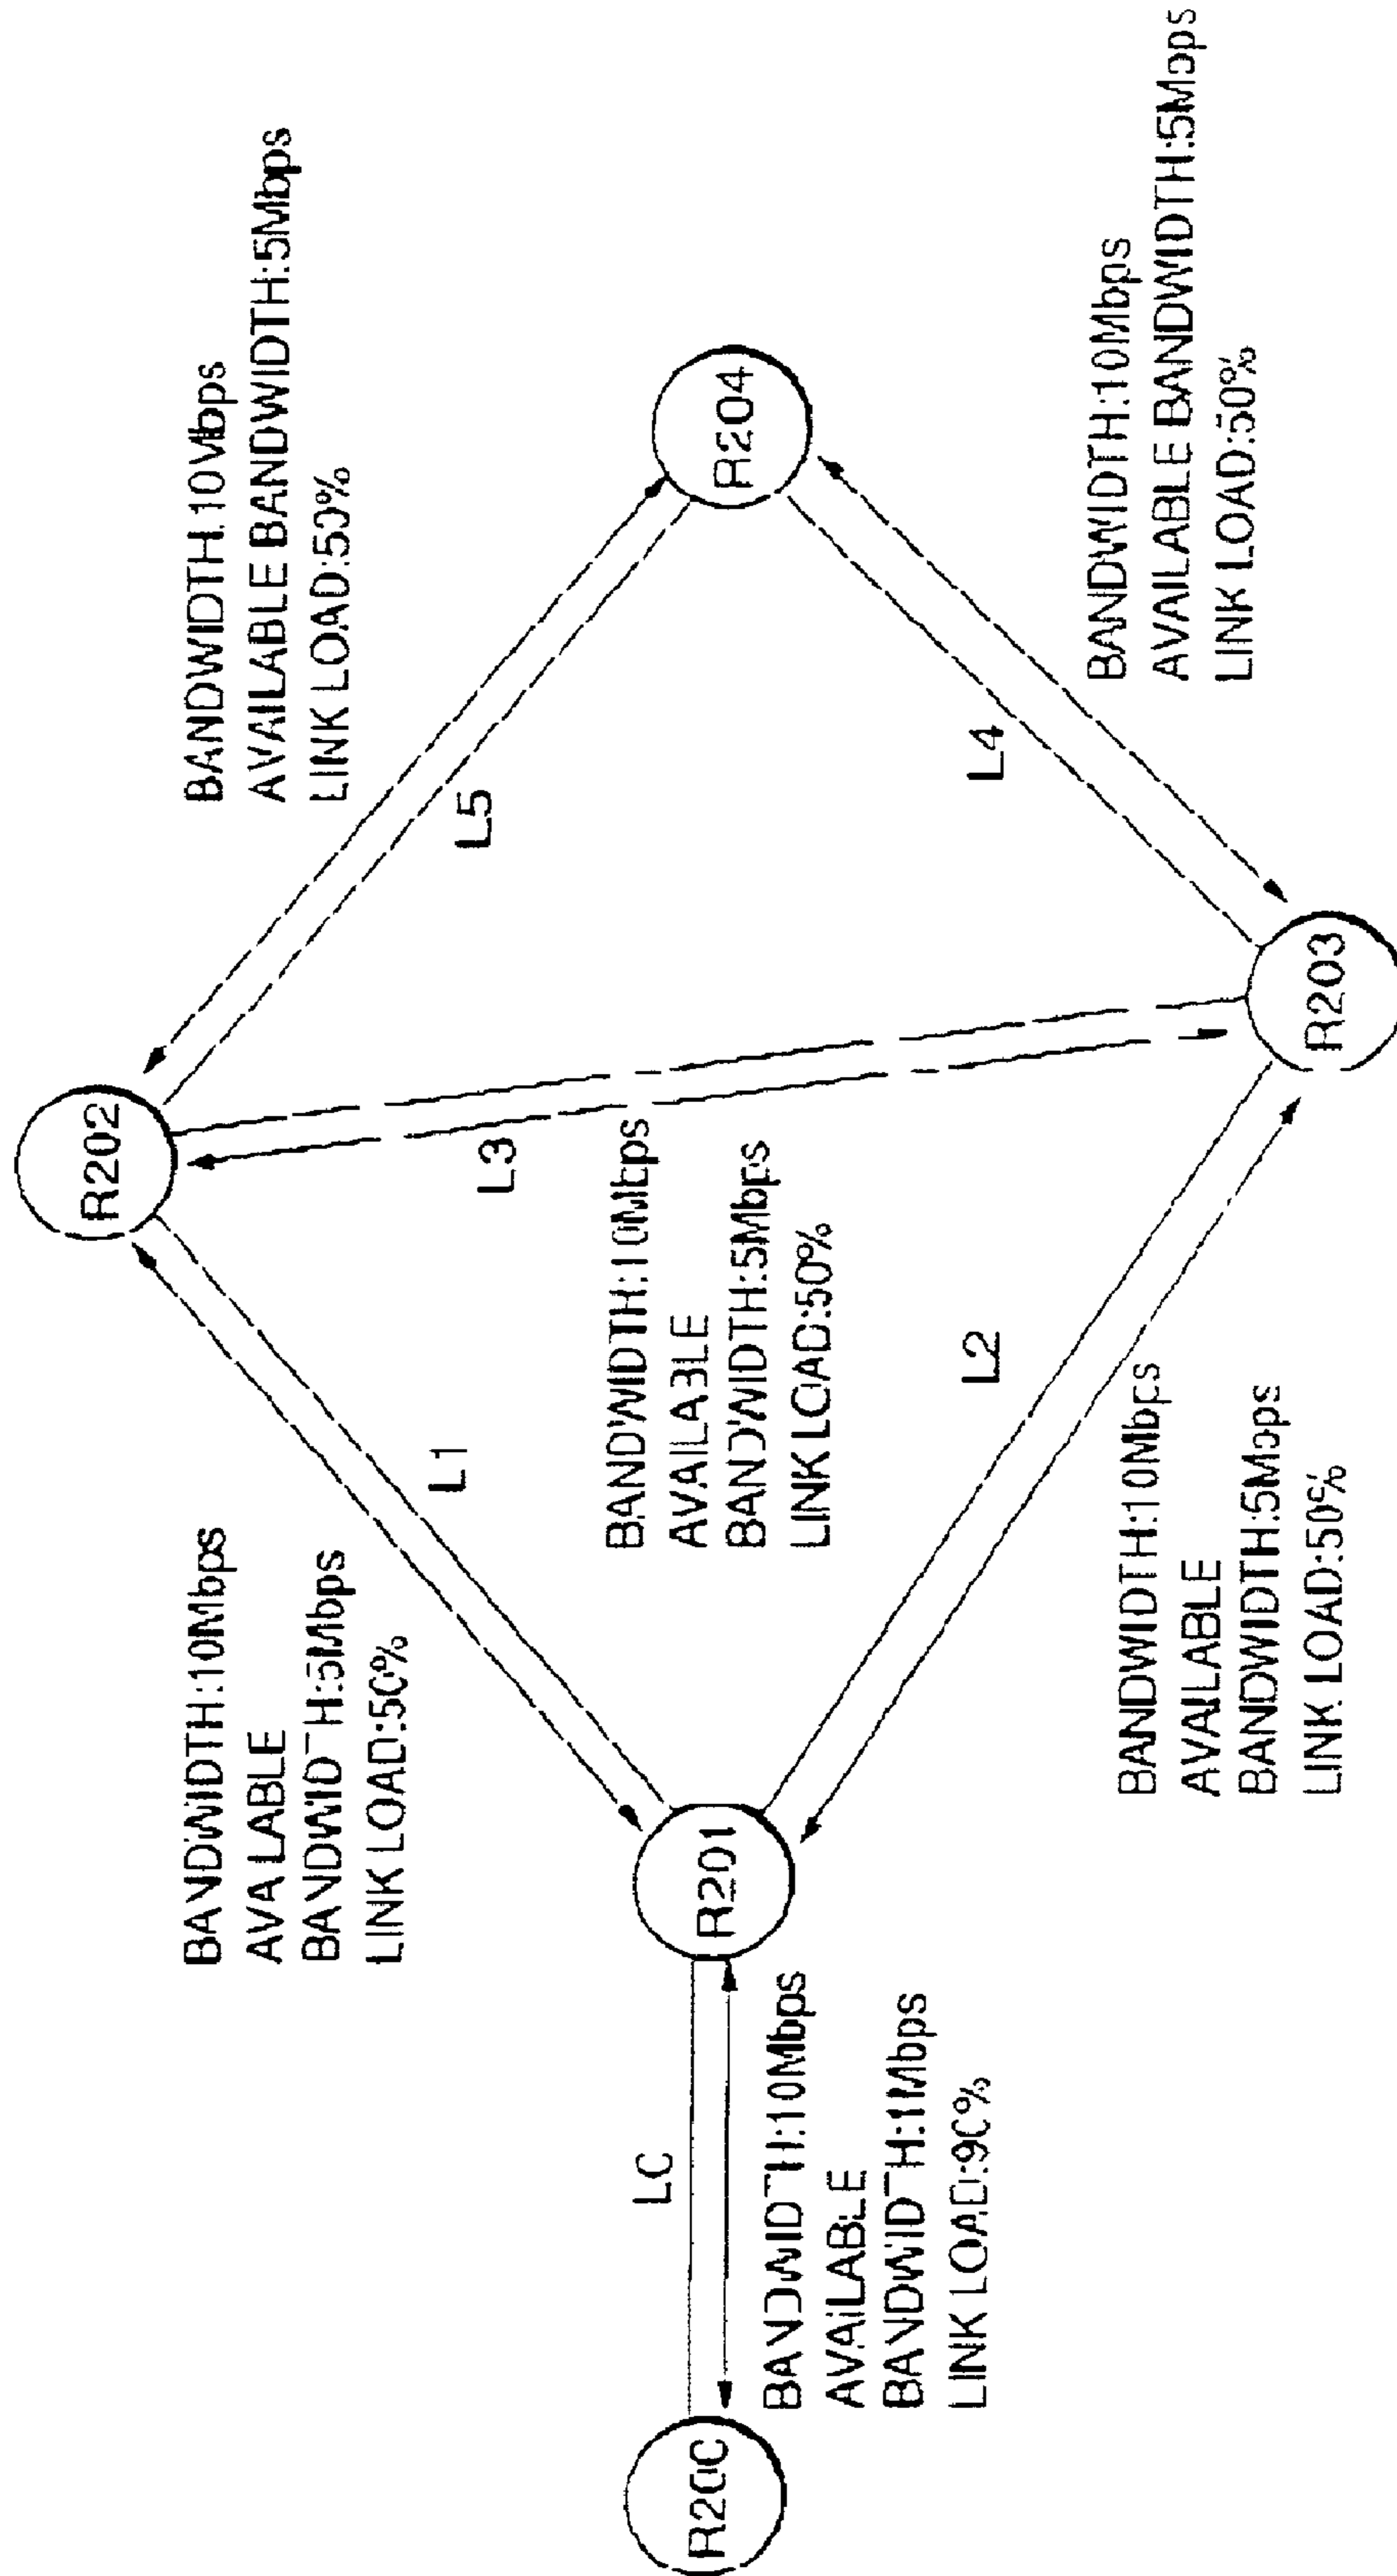 R200
L0
BANDWIDTH:10Mbps
AVAILABLE
BANDWIDTH:1Mbps
LINK LOAD:90%
R201
BANDWIDTH:10Mbps
AVAILABLE
BANDWIDTH:5Mbps
LINK LOAD:50%
L1
R202
BANDWIDTH:10Mbps
AVAILABLE
BANDWIDTH:5Mbps
LINK LOAD:50%
L2
L3
BANDWIDTH:10Mbps
AVAILABLE
BANDWIDTH:5Mbps
LINK LOAD:50%
R203
BANDWIDTH:10Mbps
AVAILABLE BANDWIDTH:5Mbps
LINK LOAD:50%
L5
L4
BANDWIDTH:10Mbps
AVAILABLE BANDWIDTH:5Mbps
LINK LOAD:50%
R204